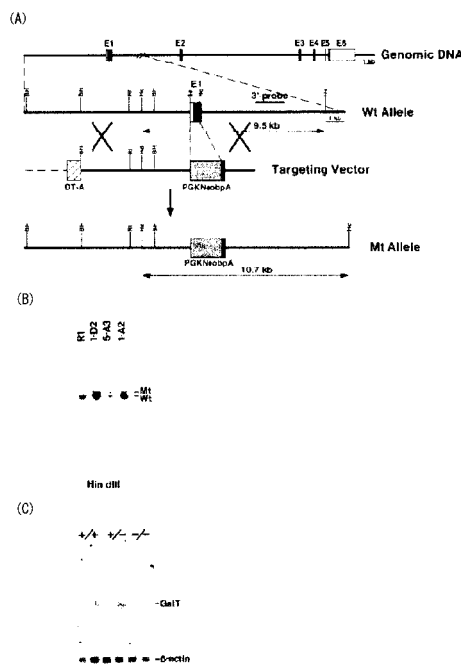 (A)
E1 E2 E3 E4 E5 E6
Genomic DNA
E1
3' probe
Wt Allele
9.5 kb
Targeting Vector
DT-A
PGKNeobpA
Mt Allele
PGKNeobpA
10.7 kb
(B)
R1 1-D2 5-A3 1-A2
Mt
Wt
Hin dIII
(C)
+/+ +/- -/-
GalT
β-actin